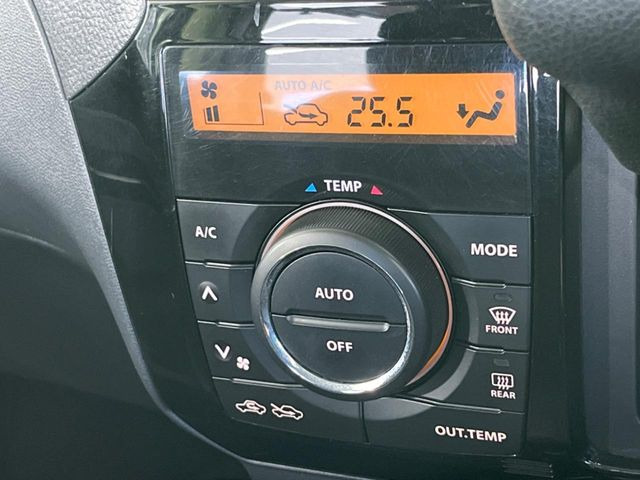 AUTO A/C
25.5
TEMP
A/C
MODE
AUTO
OFF
FRONT
REAR
OUT.TEMP